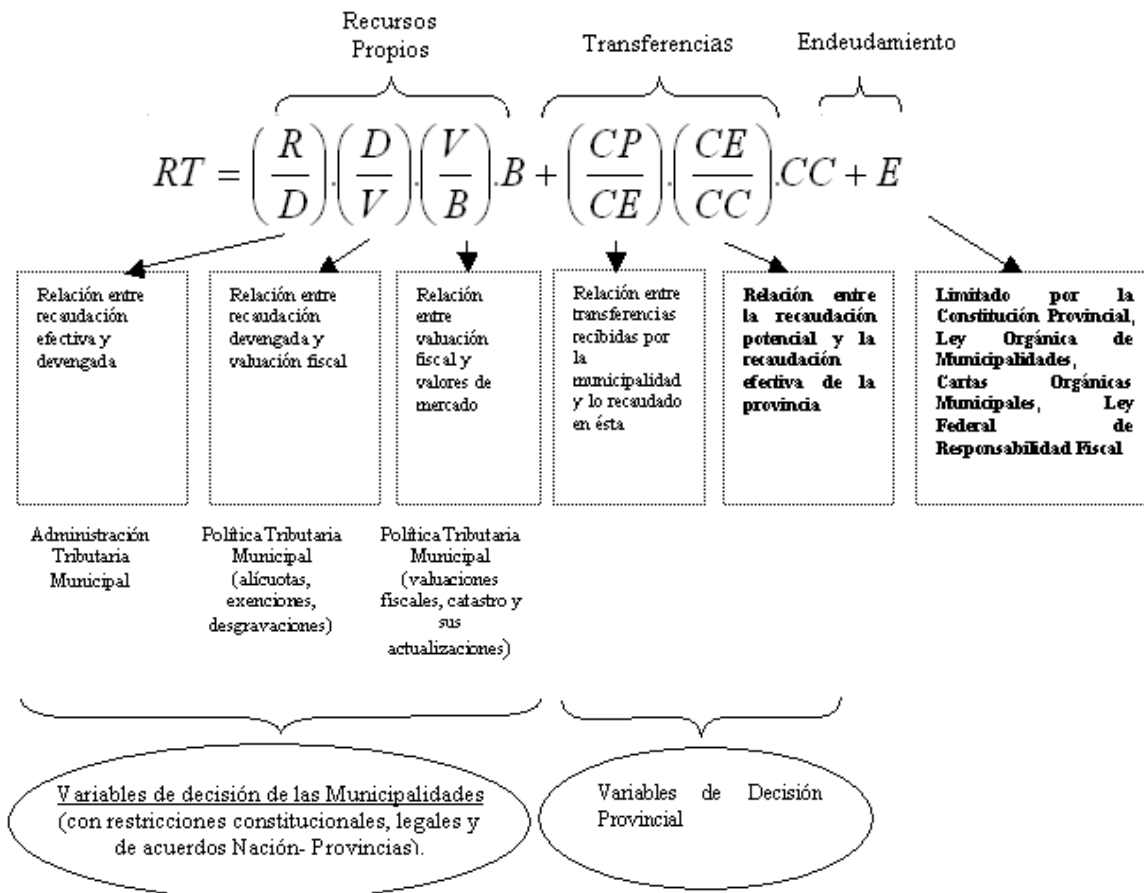 Recursos
Propios
Transferencias
Endeudamiento
RT = (R/D).(D/V).(V/B).B + (CP/CE).(CE/CC).CC + E
Relación entre
recaudación
efectiva y
devengada
Relación entre
recaudación
devengada y
valuación fiscal
Relación
entre
valuación
fiscal y
valores de
mercado
Relación entre
transferencias
recibidas por
la
municipalidad
y lo recaudado
en ésta
Relación entre
la recaudación
potencial y la
recaudación
efectiva de la
provincia
Limitado por la
Constitución Provincial,
Ley Orgánica de
Municipalidades,
Cartas Orgánicas
Municipales, Ley
Federal de
Responsabilidad Fiscal
Administración
Tributaria
Municipal
Política Tributaria
Municipal
(alícuotas,
exenciones,
desgravaciones)
Política Tributaria
Municipal
(valuaciones
fiscales, catastro y
sus
actualizaciones)
Variables de decisión de las Municipalidades
(con restricciones constitucionales, legales y
de acuerdos Nación- Provincias).
Variables de Decisión
Provincial